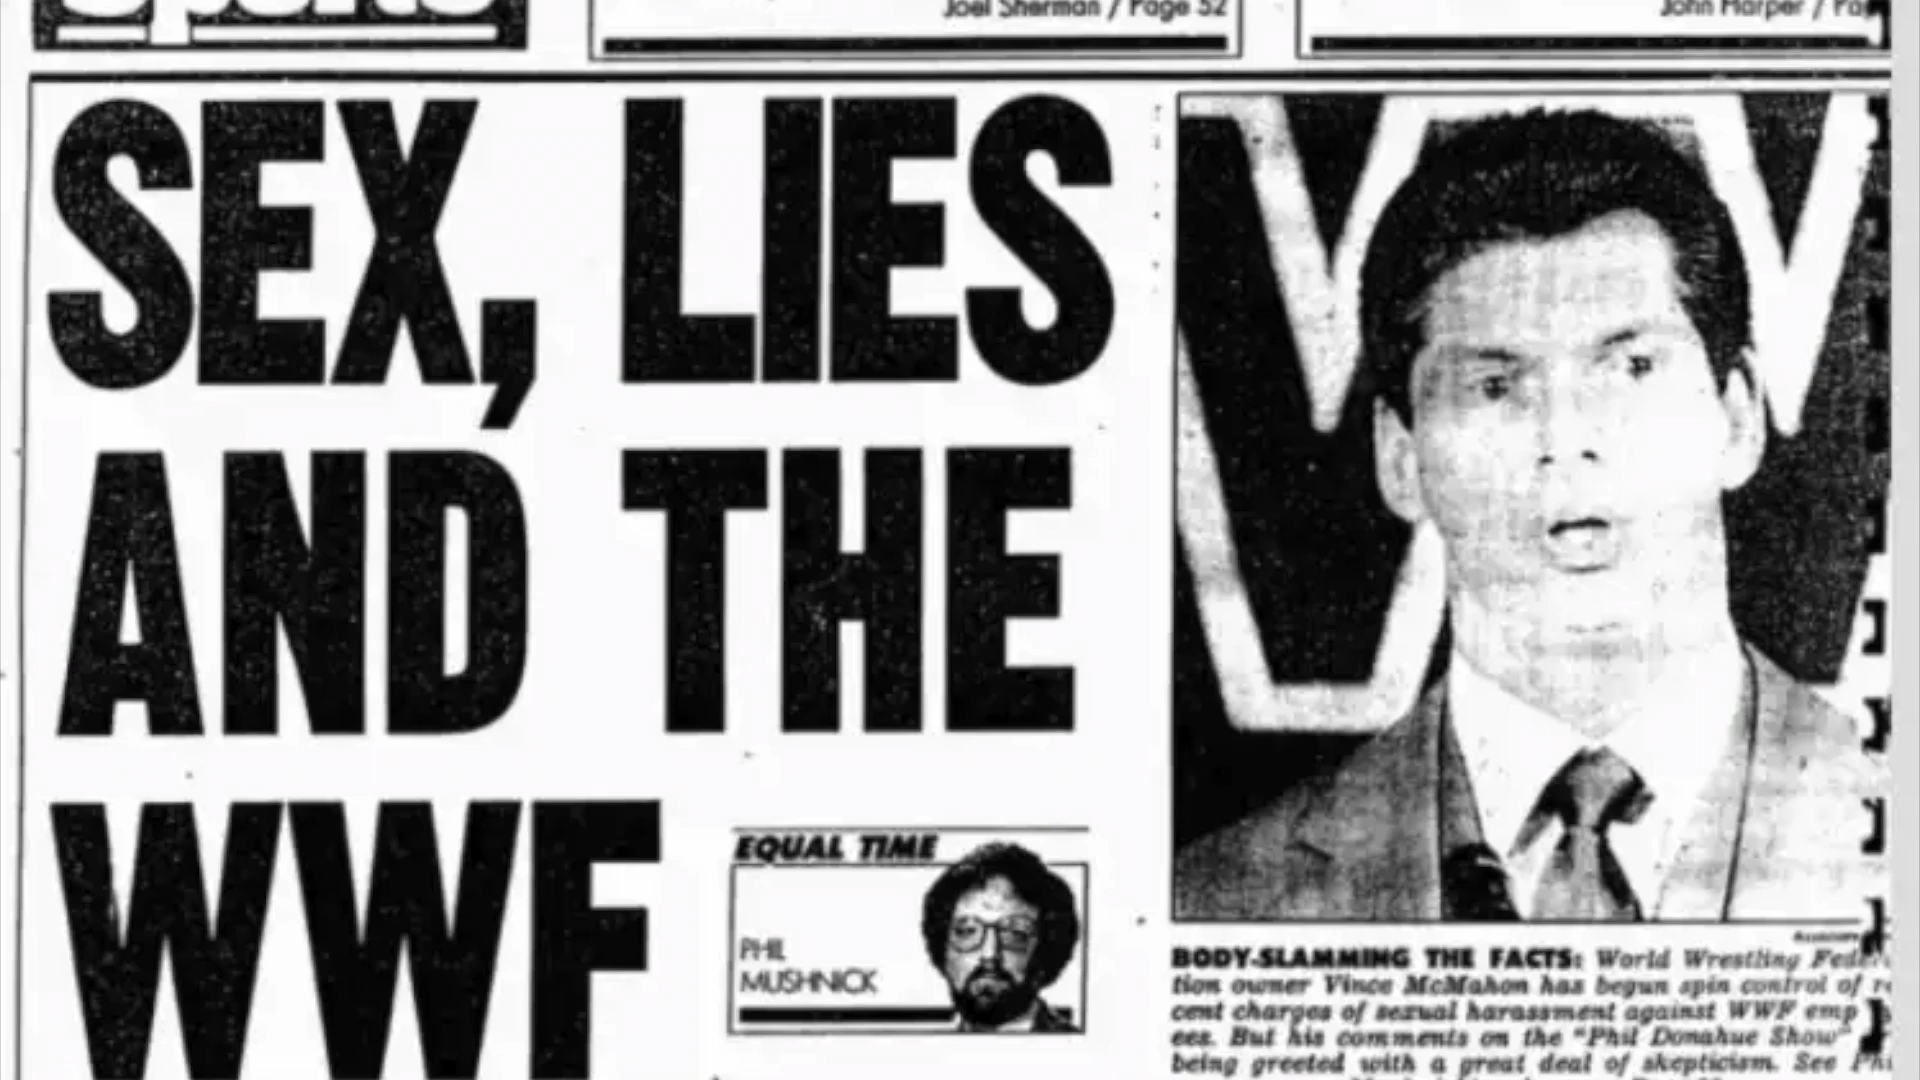 Sports
Joel Sherman / Page 52
John Harper /
SEX, LIES
AND THE
WWF
EQUAL TIME
PHIL
MUSHNICK
BODY-SLAMMING THE FACTS: World Wrestling
tion owner Vince McMahon has begun spin control of
cent charges of sexual harassment against WWF
ees. But his comments on the "Phil Donahue Show"
being greeted with a great deal of skepticism. See